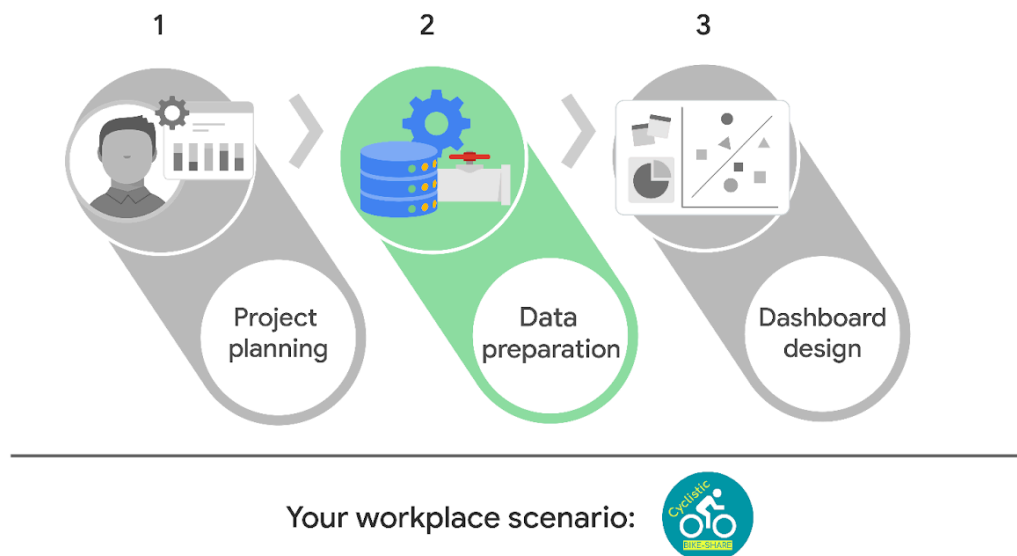 1
2
3
Project
planning
Data
preparation
Dashboard
design
Your workplace scenario:
Cyclistic
BIKE-SHARE